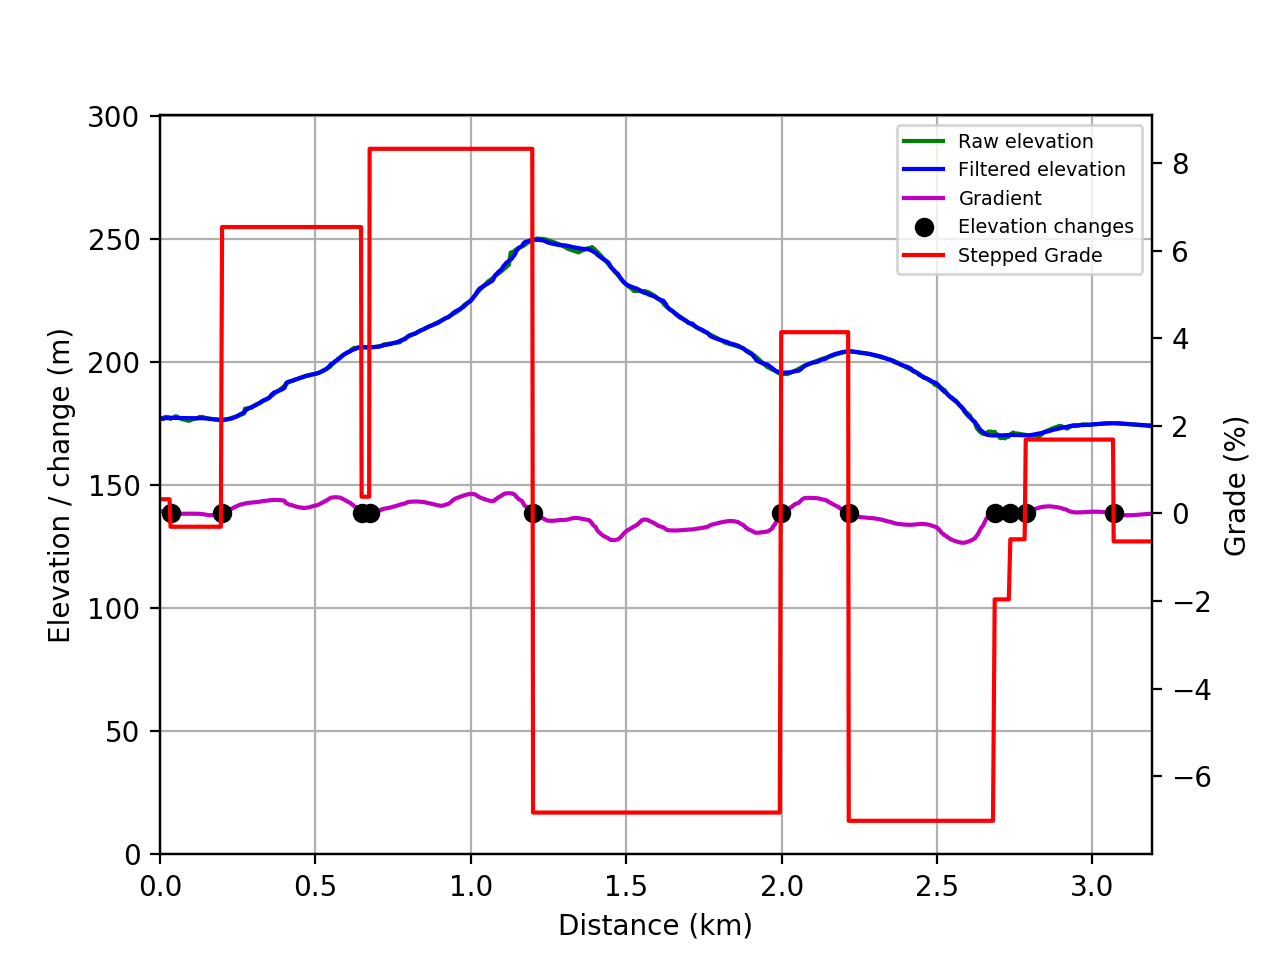 300
250
200
150
100
50
0
Elevation / change (m)
0.0 0.5 1.0 1.5 2.0 2.5 3.0
Distance (km)
8
6
4
2
0
−2
−4
−6
Grade (%)
Raw elevation
Filtered elevation
Gradient
Elevation changes
Stepped Grade